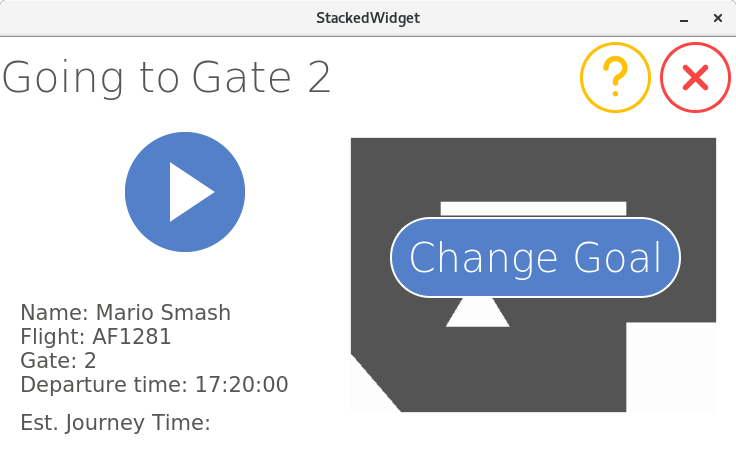 StackedWidget
Going to Gate 2
?
Change Goal
Name: Mario Smash
Flight: AF1281
Gate: 2
Departure time: 17:20:00
Est. Journey Time: